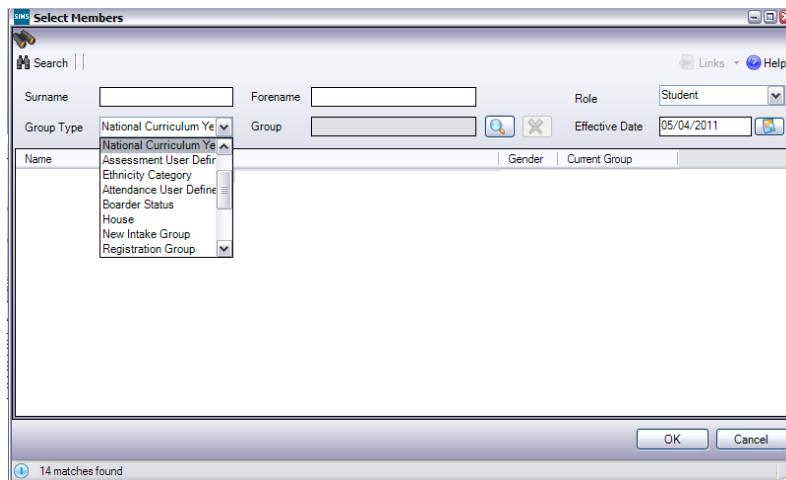 SIMS Select Members
Search Links Help
Surname Forename Role Student
Group Type National Curriculum Ye Group Effective Date 05/04/2011
Name Gender Current Group
National Curriculum Ye
Assessment User Defin
Ethnicity Category
Attendance User Define
Boarder Status
House
New Intake Group
Registration Group
OK Cancel
14 matches found